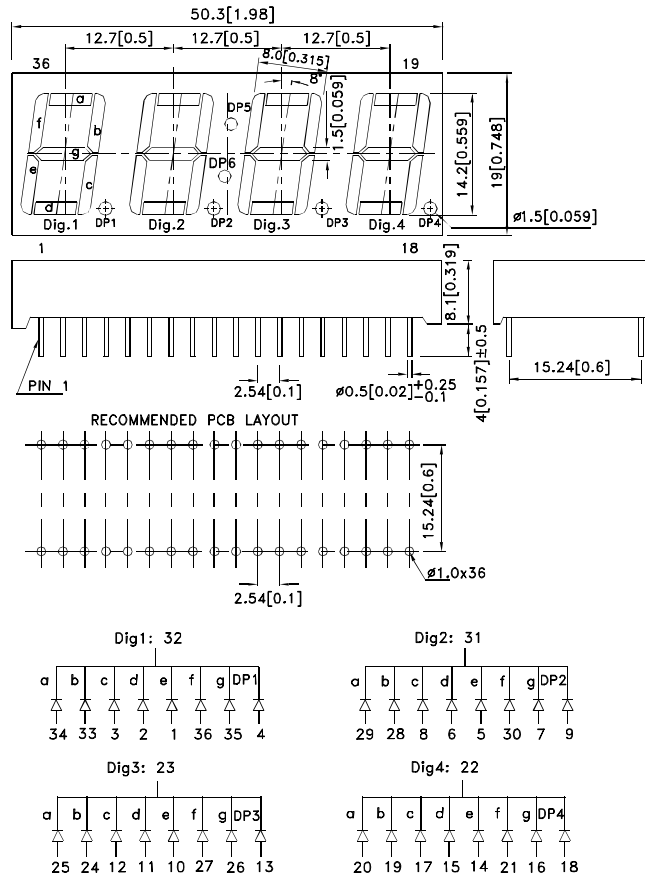 50.3[1.98]
12.7[0.5] 12.7[0.5] 12.7[0.5]
8.0[0.315]
36 19
8°
a
f b
g
e c
d
DP5
DP6
1.5[0.059]
14.2[0.559]
19[0.748]
DP1 DP2 DP3 DP4
Dig.1 Dig.2 Dig.3 Dig.4
ø1.5[0.059]
1 18
8.1[0.319]
4[0.157]±0.5
PIN 1
2.54[0.1]
ø0.5[0.02]+0.25
-0.1
15.24[0.6]
RECOMMENDED PCB LAYOUT
15.24[0.6]
ø1.0x36
2.54[0.1]
Dig1: 32
a b c d e f g DP1
34 33 3 2 1 36 35 4
Dig2: 31
a b c d e f g DP2
29 28 8 6 5 30 7 9
Dig3: 23
a b c d e f g DP3
25 24 12 11 10 27 26 13
Dig4: 22
a b c d e f g DP4
20 19 17 15 14 21 16 18